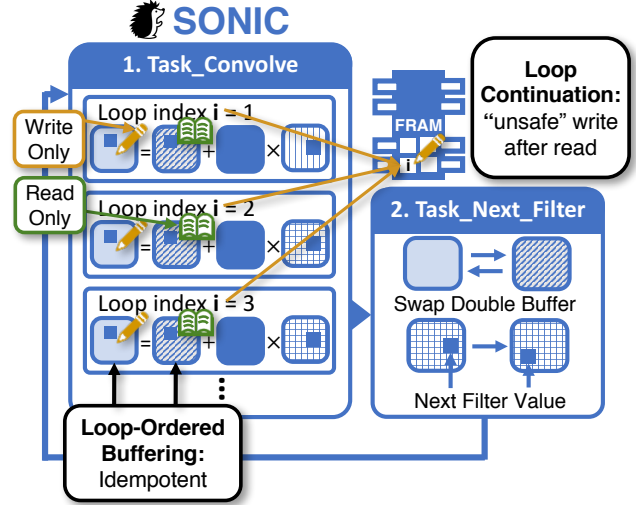 SONIC
1. Task_Convolve
Loop index i = 1
Write
Only
= + ×
Read
Only
Loop index i = 2
= + ×
Loop index i = 3
= + ×
⋮
Loop-Ordered
Buffering:
Idempotent
FRAM
i
Loop
Continuation:
“unsafe” write
after read
2. Task_Next_Filter
Swap Double Buffer
Next Filter Value